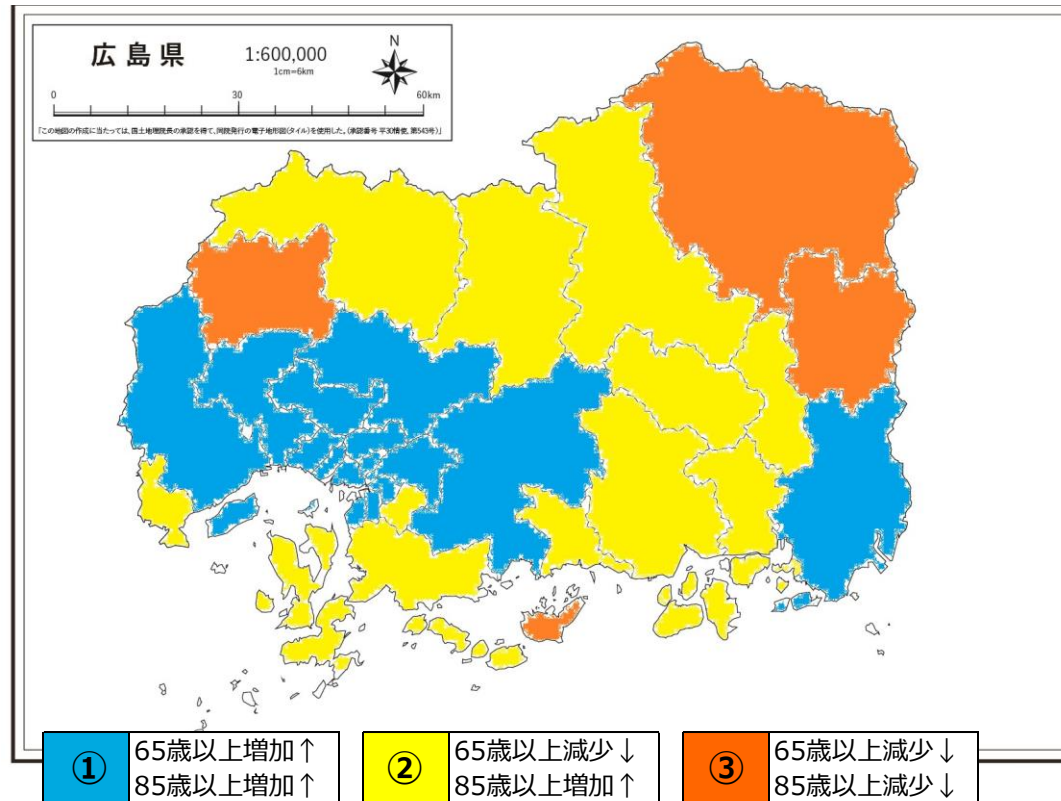 広島県
1:600,000
1cm=6km
N
0 30 60km
「この地図の作成に当たっては、国土地理院長の承認を得て、同院発行の電子地形図(タイル)を使用した。(承認番号 平30情使、第543号)」
① 65歳以上増加↑
85歳以上増加↑
② 65歳以上減少↓
85歳以上増加↑
③ 65歳以上減少↓
85歳以上減少↓